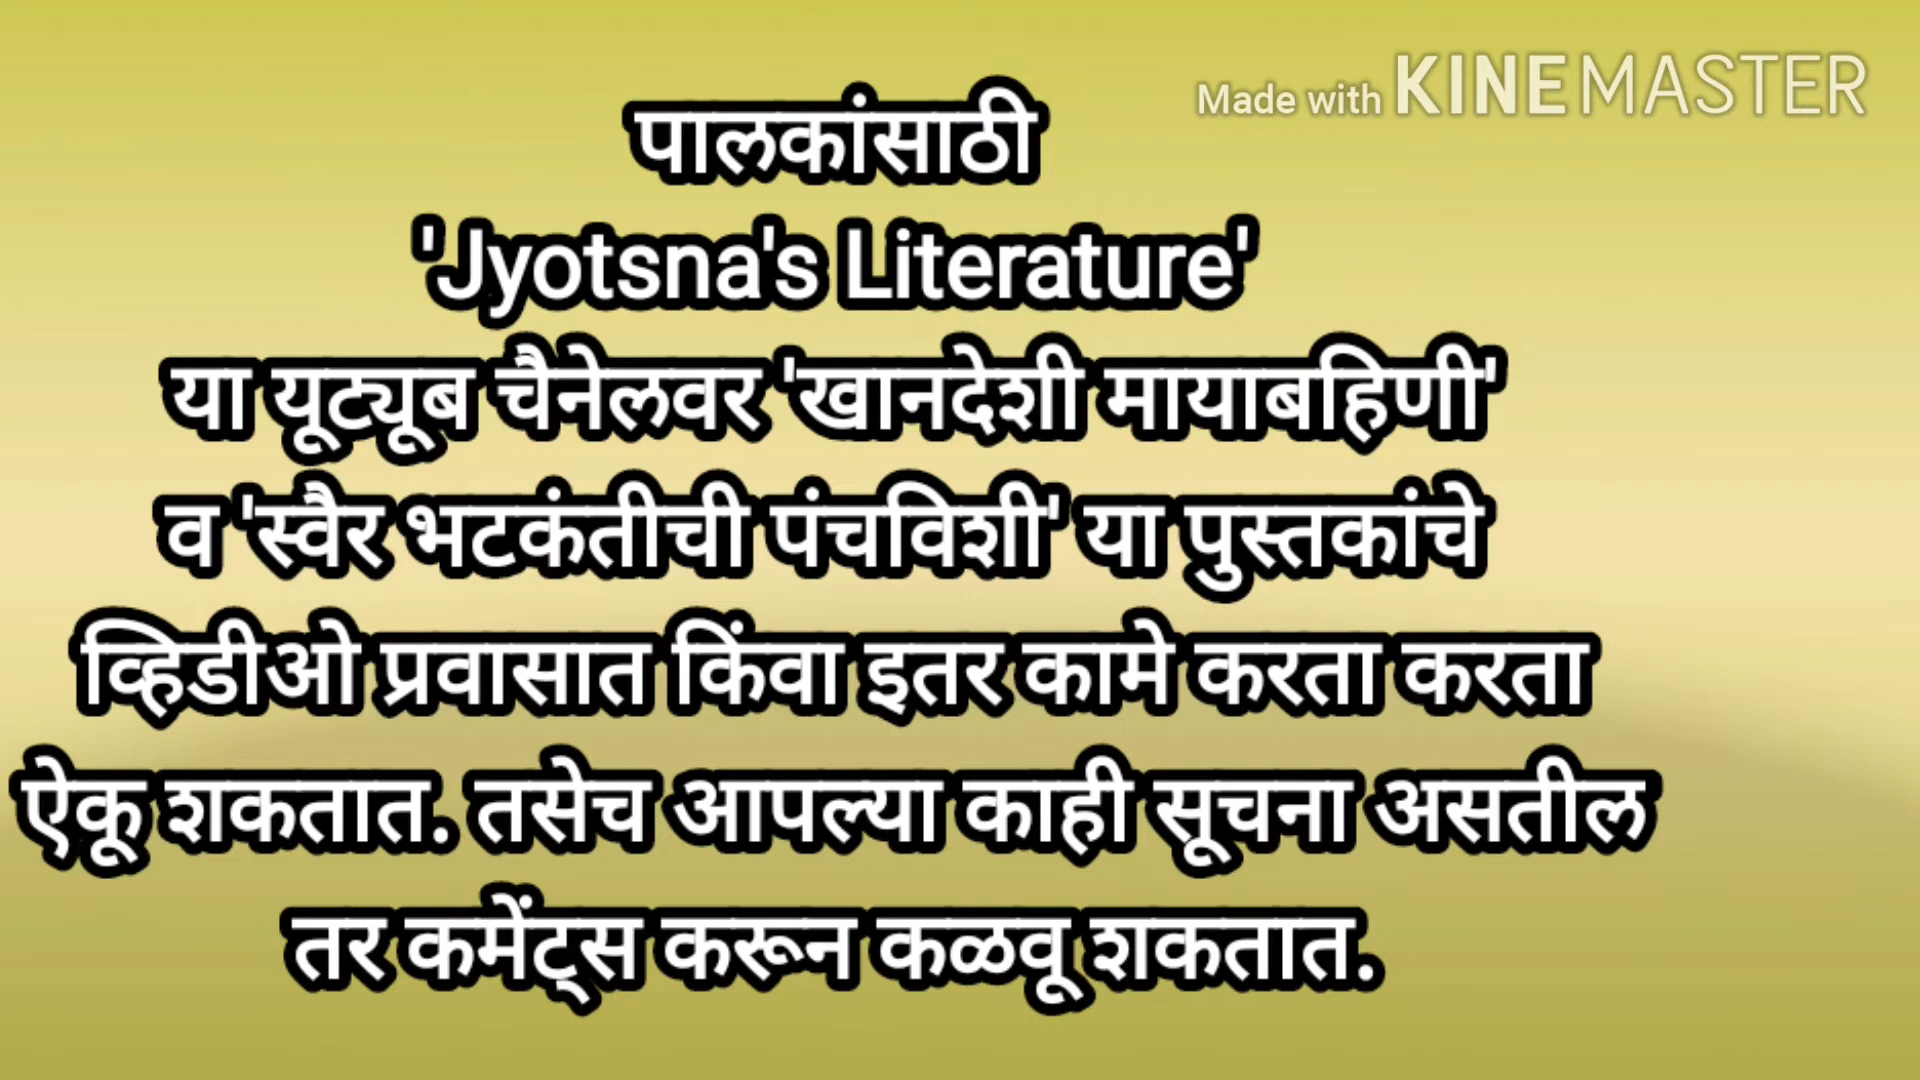 Made with KINEMASTER
पालकांसाठी
'Jyotsna's Literature'
या यूट्यूब चैनेलवर 'खानदेशी मायाबहिणी'
व 'स्वैर भटकंतीची पंचविशी' या पुस्तकांचे
व्हिडीओ प्रवासात किंवा इतर कामे करता करता
ऐकू शकतात. तसेच आपल्या काही सूचना असतील
तर कमेंट्स करून कळवू शकतात.